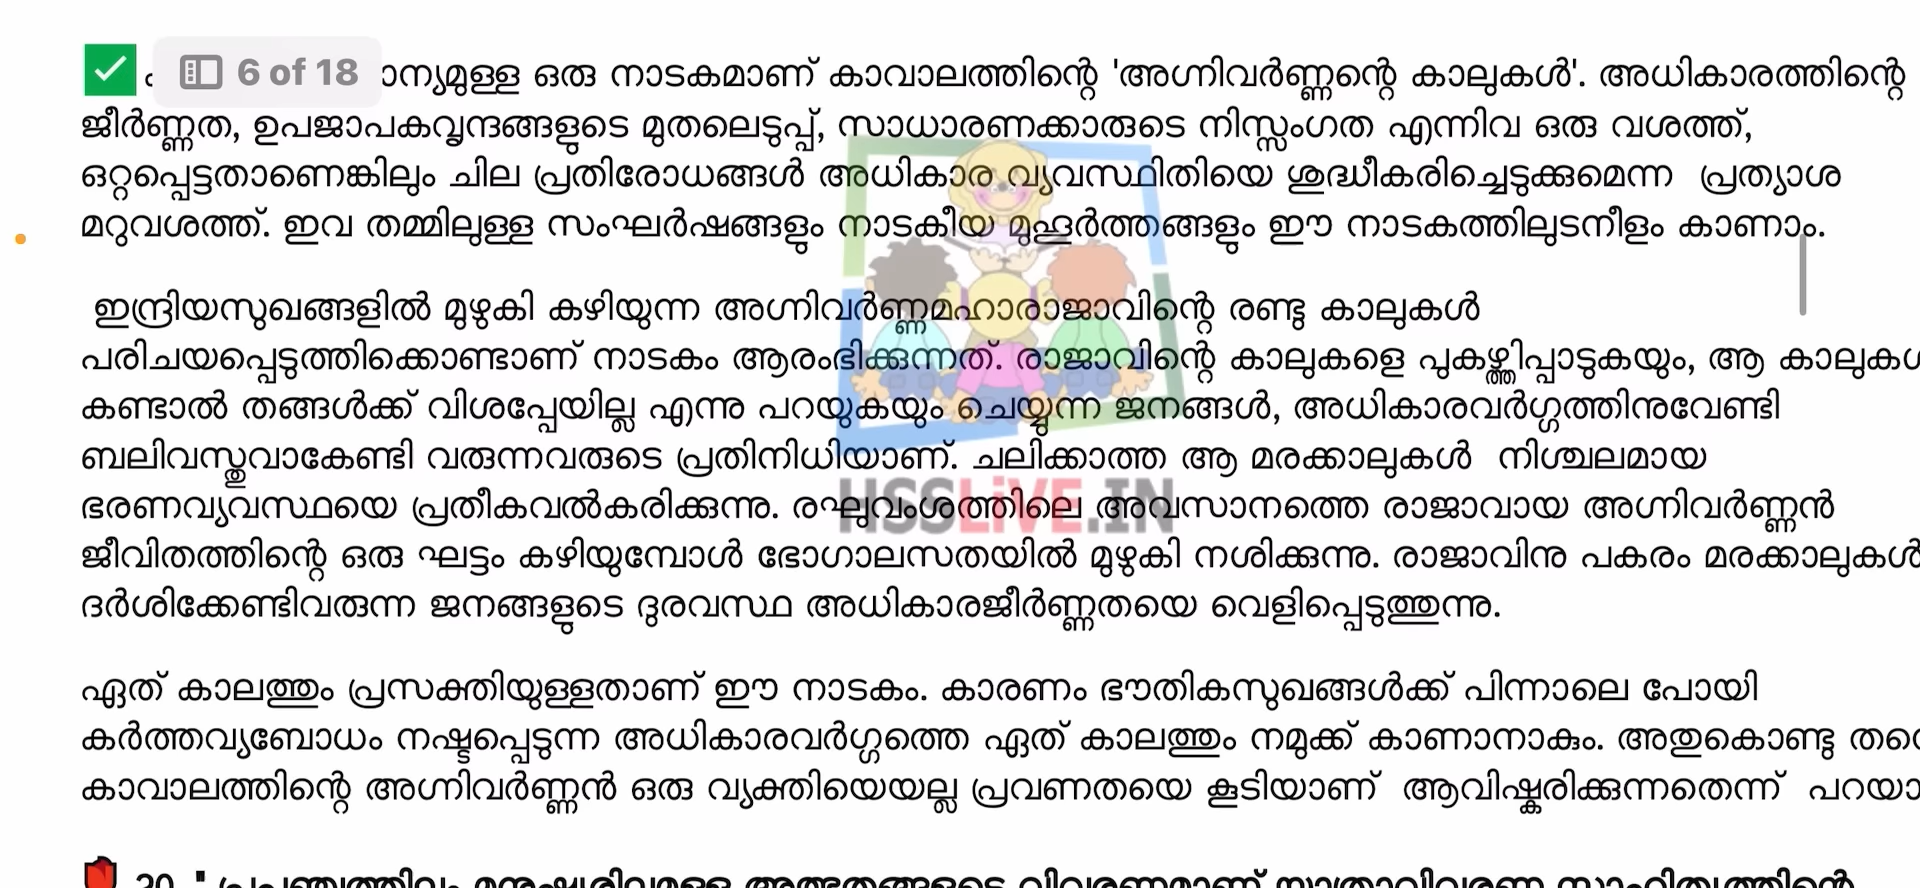 6 of 18
ഒരു നാടകമാണ് കാവാലത്തിന്റെ 'അഗ്നിവർണ്ണന്റെ കാലുകൾ'. അധികാരത്തിന്റെ
ജീർണ്ണത, ഉപജാപകവൃന്ദങ്ങളുടെ മുതലെടുപ്പ്, സാധാരണക്കാരുടെ നിസ്സംഗത എന്നിവ ഒരു വശത്ത്,
ഒറ്റപ്പെട്ടതാണെങ്കിലും ചില പ്രതിരോധങ്ങൾ അധികാര വ്യവസ്ഥിതിയെ ശുദ്ധീകരിച്ചെടുക്കുമെന്ന പ്രത്യാശ
മറുവശത്ത്. ഇവ തമ്മിലുള്ള സംഘർഷങ്ങളും നാടകീയ മുഹൂർത്തങ്ങളും ഈ നാടകത്തിലുടനീളം കാണാം.
ഇന്ദ്രിയസുഖങ്ങളിൽ മുഴുകി കഴിയുന്ന അഗ്നിവർണ്ണമഹാരാജാവിന്റെ രണ്ടു കാലുകൾ
പരിചയപ്പെടുത്തിക്കൊണ്ടാണ് നാടകം ആരംഭിക്കുന്നത്. രാജാവിന്റെ കാലുകളെ പുകഴ്ത്തിപ്പാടുകയും, ആ
കണ്ടാൽ തങ്ങൾക്ക് വിശപ്പേയില്ല എന്നു പറയുകയും ചെയ്യുന്ന ജനങ്ങൾ, അധികാരവർഗ്ഗത്തിനുവേണ്ടി
ബലിവസ്തുവാകേണ്ടി വരുന്നവരുടെ പ്രതിനിധിയാണ്. ചലിക്കാത്ത ആ മരക്കാലുകൾ നിശ്ചലമായ
ഭരണവ്യവസ്ഥയെ പ്രതീകവൽകരിക്കുന്നു. രഘുവംശത്തിലെ അവസാനത്തെ രാജാവായ അഗ്നിവർണ്ണൻ
ജീവിതത്തിന്റെ ഒരു ഘട്ടം കഴിയുമ്പോൾ ഭോഗാലസതയിൽ മുഴുകി നശിക്കുന്നു. രാജാവിനു പകരം മരക്കാലുകൾ
ദർശിക്കേണ്ടിവരുന്ന ജനങ്ങളുടെ ദുരവസ്ഥ അധികാരജീർണ്ണതയെ വെളിപ്പെടുത്തുന്നു.
HSSLiVE.IN
ഏത് കാലത്തും പ്രസക്തിയുള്ളതാണ് ഈ നാടകം. കാരണം ഭൗതികസുഖങ്ങൾക്ക് പിന്നാലെ പോയി
കർത്തവ്യബോധം നഷ്ടപ്പെടുന്ന അധികാരവർഗ്ഗത്തെ ഏത് കാലത്തും നമുക്ക് കാണാനാകും. അതുകൊണ്ടു
കാവാലത്തിന്റെ അഗ്നിവർണ്ണൻ ഒരു വ്യക്തിയെയല്ല പ്രവണതയെ കൂടിയാണ് ആവിഷ്കരിക്കുന്നതെന്ന്